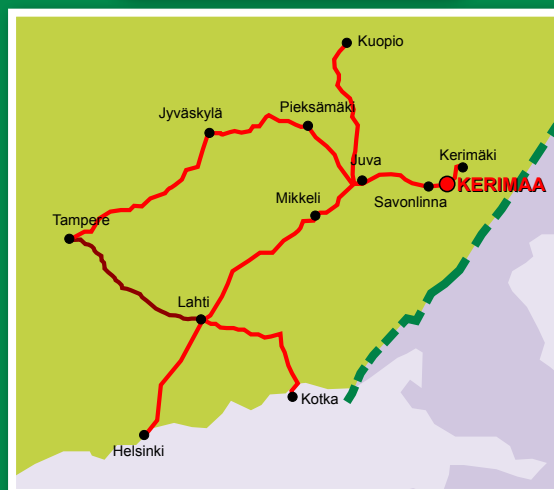 Kuopio
Pieksämäki
Jyväskylä
Juva
Kerimäki
KERIMAA
Savonlinna
Mikkeli
Tampere
Lahti
Kotka
Helsinki